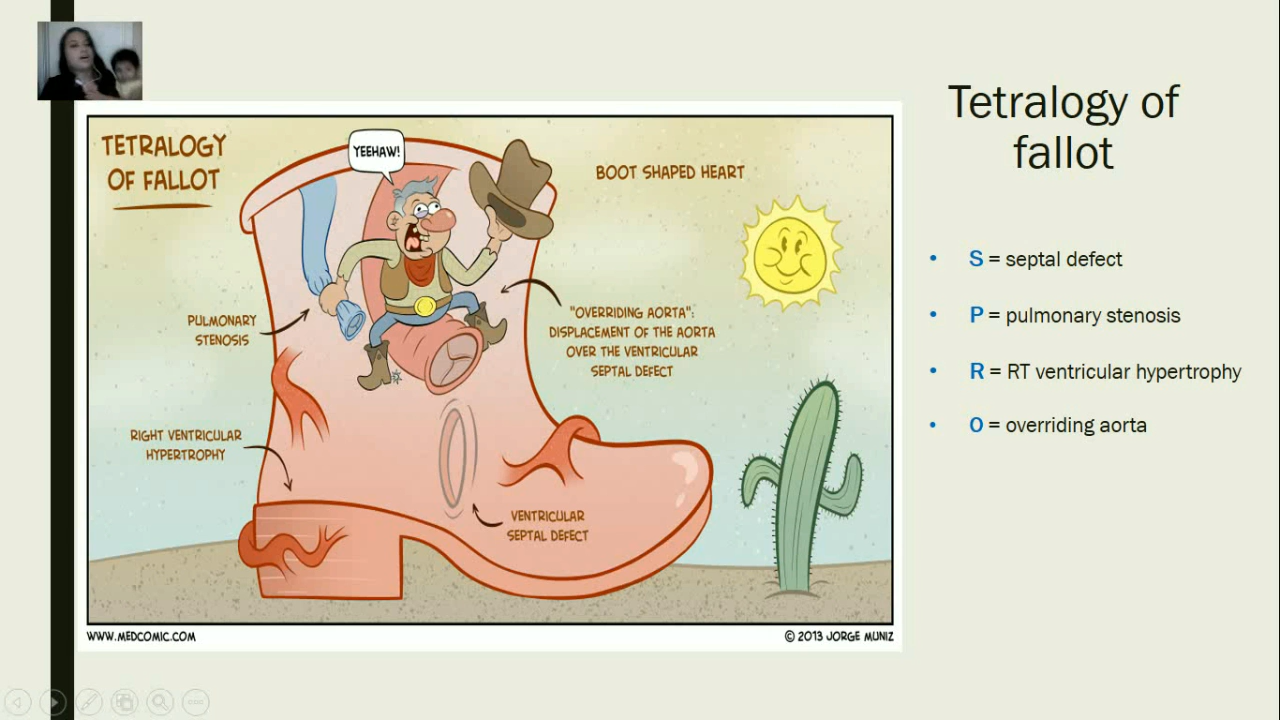 TETRALOGY
OF FALLOT
YEEHAW!
BOOT SHAPED HEART
PULMONARY
STENOSIS
"OVERRIDING AORTA":
DISPLACEMENT OF THE AORTA
OVER THE VENTRICULAR
SEPTAL DEFECT
RIGHT VENTRICULAR
HYPERTROPHY
VENTRICULAR
SEPTAL DEFECT
WWW.MEDCOMIC.COM
© 2013 JORGE MUNIZ
Tetralogy of
fallot
• S = septal defect
• P = pulmonary stenosis
• R = RT ventricular hypertrophy
• O = overriding aorta